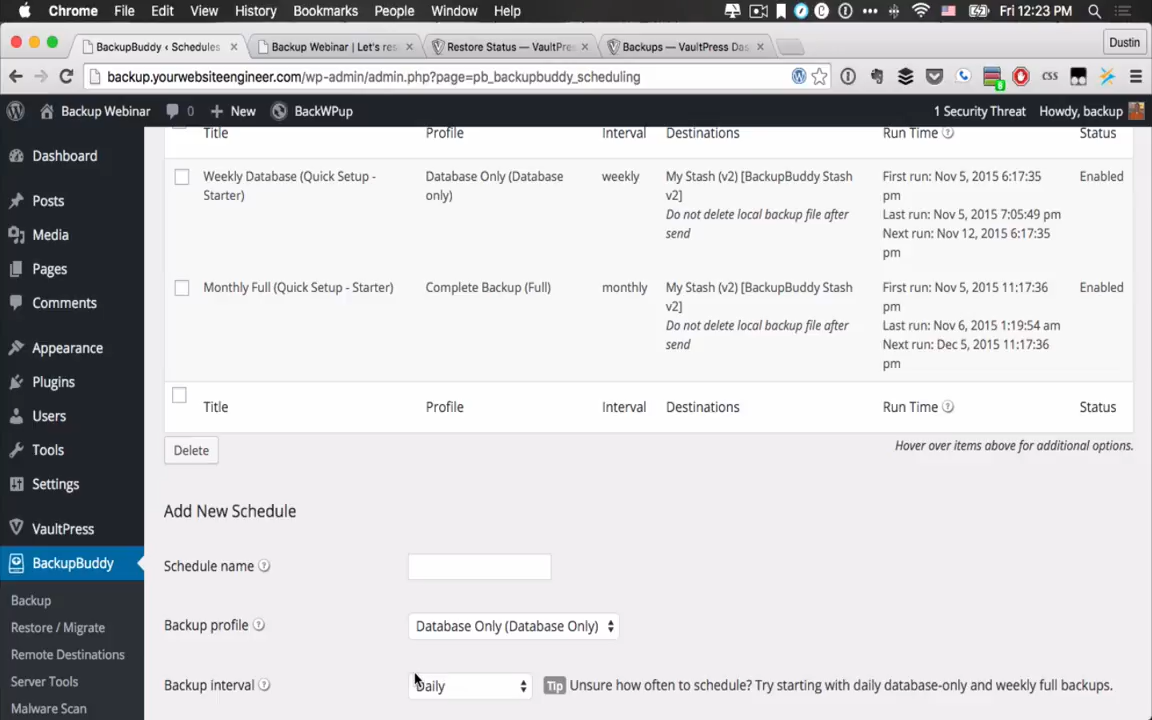 Chrome File Edit View History Bookmarks People Window Help Fri 12:23 PM
BackupBuddy ‹ Schedules Backup Webinar | Let's res Restore Status — VaultPres Backups — VaultPress Das Dustin
backup.yourwebsiteengineer.com/wp-admin/admin.php?page=pb_backupbuddy_scheduling CSS
Backup Webinar 0 + New BackWPup 1 Security Threat Howdy, backup
Dashboard
Posts
Media
Pages
Comments
Appearance
Plugins
Users
Tools
Settings
VaultPress
BackupBuddy
Backup
Restore / Migrate
Remote Destinations
Server Tools
Malware Scan
Title Profile Interval Destinations Run Time ? Status
Weekly Database (Quick Setup - Database Only (Database weekly My Stash (v2) [BackupBuddy Stash First run: Nov 5, 2015 6:17:35 Enabled
Starter) only) v2] pm
Do not delete local backup file after Last run: Nov 5, 2015 7:05:49 pm
send Next run: Nov 12, 2015 6:17:35
pm
Monthly Full (Quick Setup - Starter) Complete Backup (Full) monthly My Stash (v2) [BackupBuddy Stash First run: Nov 5, 2015 11:17:36 Enabled
v2] pm
Do not delete local backup file after Last run: Nov 6, 2015 1:19:54 am
send Next run: Dec 5, 2015 11:17:36
pm
Title Profile Interval Destinations Run Time ? Status
Delete Hover over items above for additional options.
Add New Schedule
Schedule name ?
Backup profile ? Database Only (Database Only)
Backup interval ? Daily Tip Unsure how often to schedule? Try starting with daily database-only and weekly full backups.